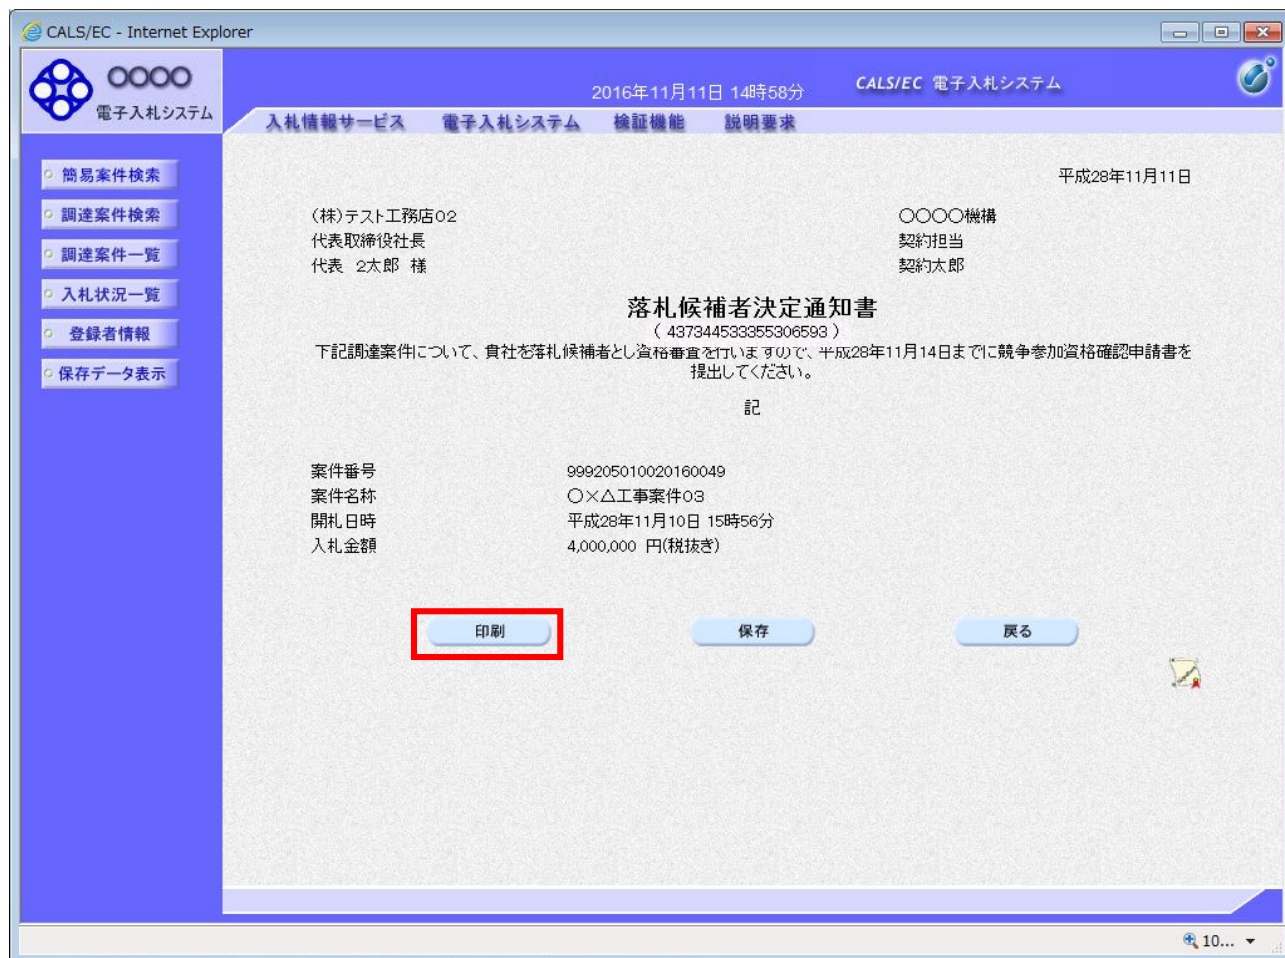 CALS/EC - Internet Explorer
○○○○
電子入札システム
2016年11月11日 14時58分
CALS/EC 電子入札システム
入札情報サービス 電子入札システム 検証機能 説明要求
簡易案件検索
調達案件検索
調達案件一覧
入札状況一覧
登録者情報
保存データ表示
平成28年11月11日
(株)テスト工務店02
代表取締役社長
代表 2太郎 様
○○○○機構
契約担当
契約太郎
落札候補者決定通知書
( 437344533355306593 )
下記調達案件について、貴社を落札候補者とし資格審査を行いますので、平成28年11月14日までに競争参加資格確認申請書を
提出してください。
記
案件番号 999205010020160049
案件名称 ○×△工事案件03
開札日時 平成28年11月10日 15時56分
入札金額 4,000,000 円(税抜き)
印刷 保存 戻る
10...